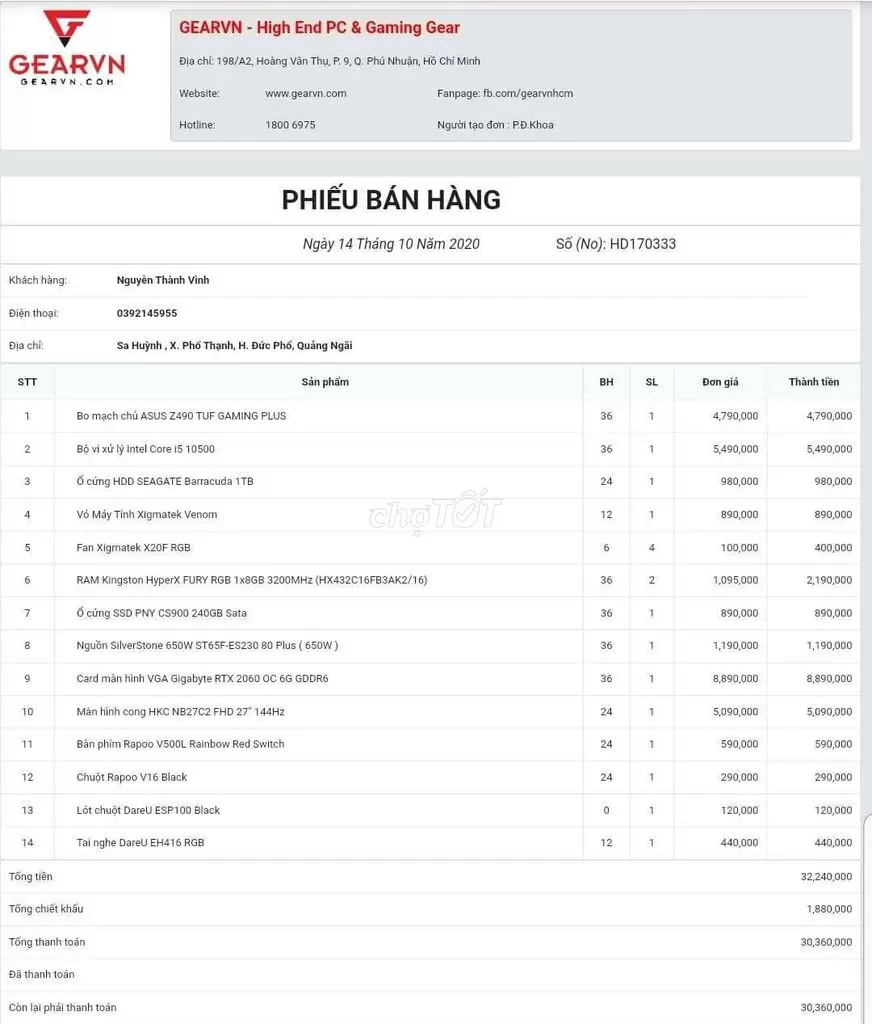 GEARVN
GEARVN.COM
GEARVN - High End PC & Gaming Gear
Địa chỉ: 198/A2, Hoàng Văn Thụ, P. 9, Q. Phú Nhuận, Hồ Chí Minh
Website: www.gearvn.com Fanpage: fb.com/gearvnhcm
Hotline: 1800 6975 Người tạo đơn : P.Đ.Khoa
PHIẾU BÁN HÀNG
Ngày 14 Tháng 10 Năm 2020 Số (No): HD170333
Khách hàng: Nguyễn Thành Vinh
Điện thoại: 0392145955
Địa chỉ: Sa Huỳnh , X. Phổ Thạnh, H. Đức Phổ, Quảng Ngãi
STT Sản phẩm BH SL Đơn giá Thành tiền
1 Bo mạch chủ ASUS Z490 TUF GAMING PLUS 36 1 4,790,000 4,790,000
2 Bộ vi xử lý Intel Core i5 10500 36 1 5,490,000 5,490,000
3 Ổ cứng HDD SEAGATE Barracuda 1TB 24 1 980,000 980,000
4 Vỏ Máy Tính Xigmatek Venom 12 1 890,000 890,000
chợTỐT
5 Fan Xigmatek X20F RGB 6 4 100,000 400,000
6 RAM Kingston HyperX FURY RGB 1x8GB 3200MHz (HX432C16FB3AK2/16) 36 2 1,095,000 2,190,000
7 Ổ cứng SSD PNY CS900 240GB Sata 36 1 890,000 890,000
8 Nguồn SilverStone 650W ST65F-ES230 80 Plus ( 650W ) 36 1 1,190,000 1,190,000
9 Card màn hình VGA Gigabyte RTX 2060 OC 6G GDDR6 36 1 8,890,000 8,890,000
10 Màn hình cong HKC NB27C2 FHD 27" 144Hz 24 1 5,090,000 5,090,000
11 Bàn phím Rapoo V500L Rainbow Red Switch 24 1 590,000 590,000
12 Chuột Rapoo V16 Black 24 1 290,000 290,000
13 Lót chuột DareU ESP100 Black 0 1 120,000 120,000
14 Tai nghe DareU EH416 RGB 12 1 440,000 440,000
Tổng tiền 32,240,000
Tổng chiết khấu 1,880,000
Tổng thanh toán 30,360,000
Đã thanh toán
Còn lại phải thanh toán 30,360,000